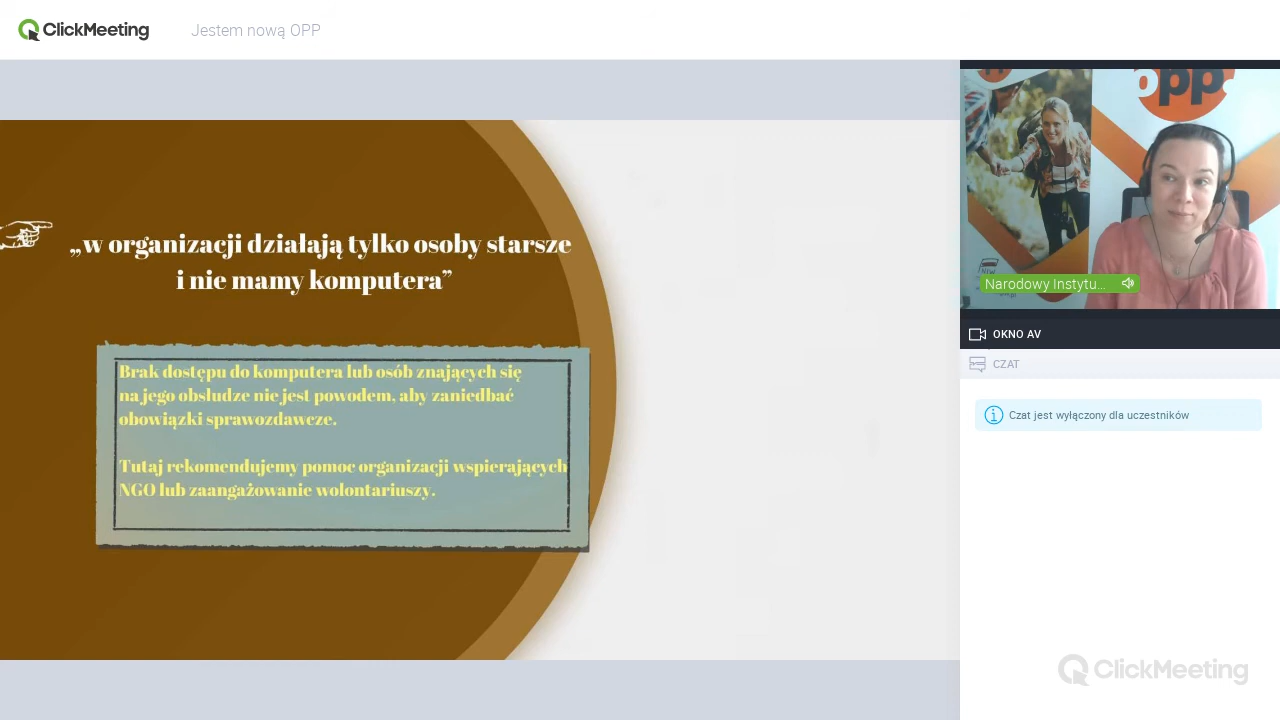 ClickMeeting
Jestem nową OPP
opp.
„w organizacji działają tylko osoby starsze
i nie mamy komputera”
Brak dostępu do komputera lub osób znających się
na jego obsłudze nie jest powodem, aby zaniedbać
obowiązki sprawozdawcze.
Tutaj rekomendujemy pomoc organizacji wspierających
NGO lub zaangażowanie wolontariuszy.
Narodowy Instytu...
OKNO AV
CZAT
Czat jest wyłączony dla uczestników
ClickMeeting